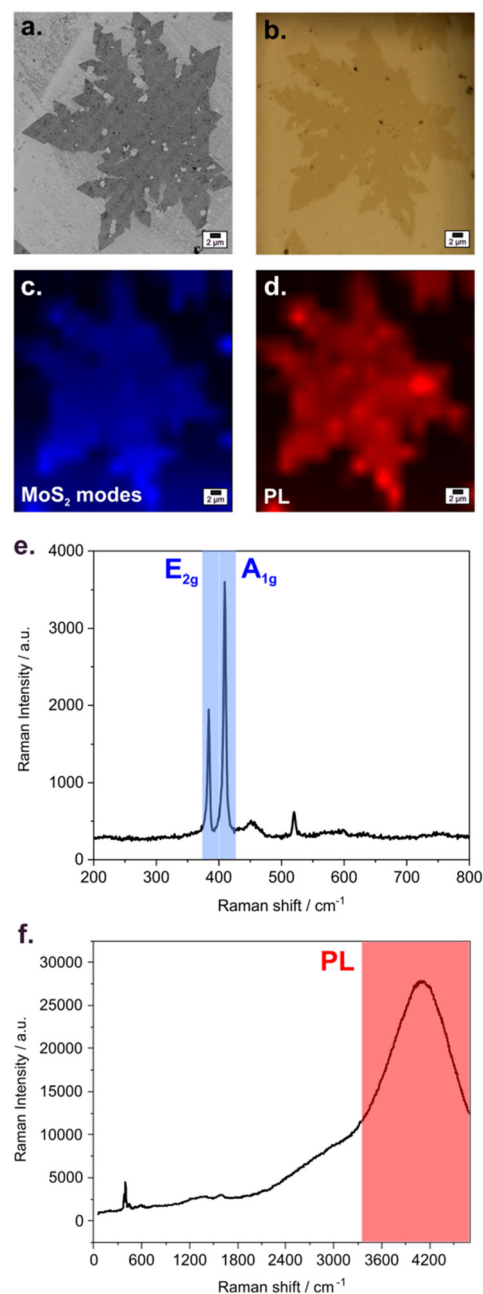 a.
2 µm
b.
2 µm
c.
MoS₂ modes
2 µm
d.
PL
2 µm
e.
E₂g
A₁g
4000
3000
2000
1000
0
Raman Intensity / a.u.
200 300 400 500 600 700 800
Raman shift / cm⁻¹
f.
PL
30000
25000
20000
15000
10000
5000
0
Raman Intensity / a.u.
0 600 1200 1800 2400 3000 3600 4200
Raman shift / cm⁻¹